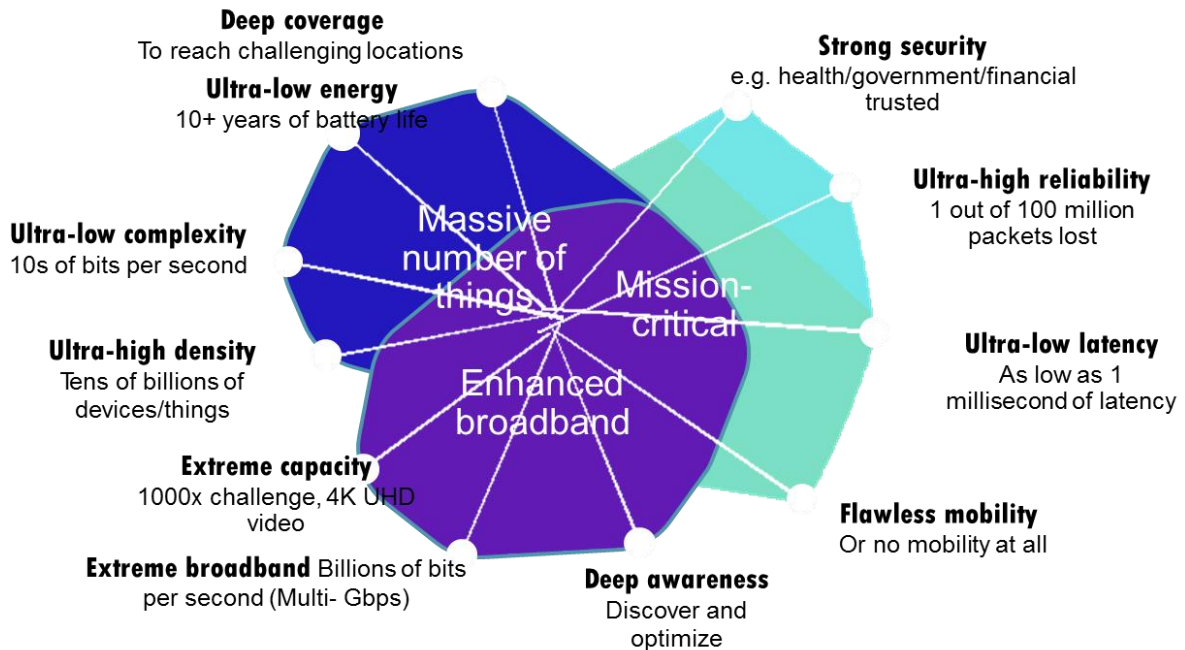 Deep coverage
To reach challenging locations
Ultra-low energy
10+ years of battery life
Ultra-low complexity
10s of bits per second
Ultra-high density
Tens of billions of
devices/things
Extreme capacity
1000x challenge, 4K UHD
video
Extreme broadband Billions of bits
per second (Multi- Gbps)
Deep awareness
Discover and
optimize
Strong security
e.g. health/government/financial
trusted
Ultra-high reliability
1 out of 100 million
packets lost
Ultra-low latency
As low as 1
millisecond of latency
Flawless mobility
Or no mobility at all
Massive
number of
things
Mission-
critical
Enhanced
broadband